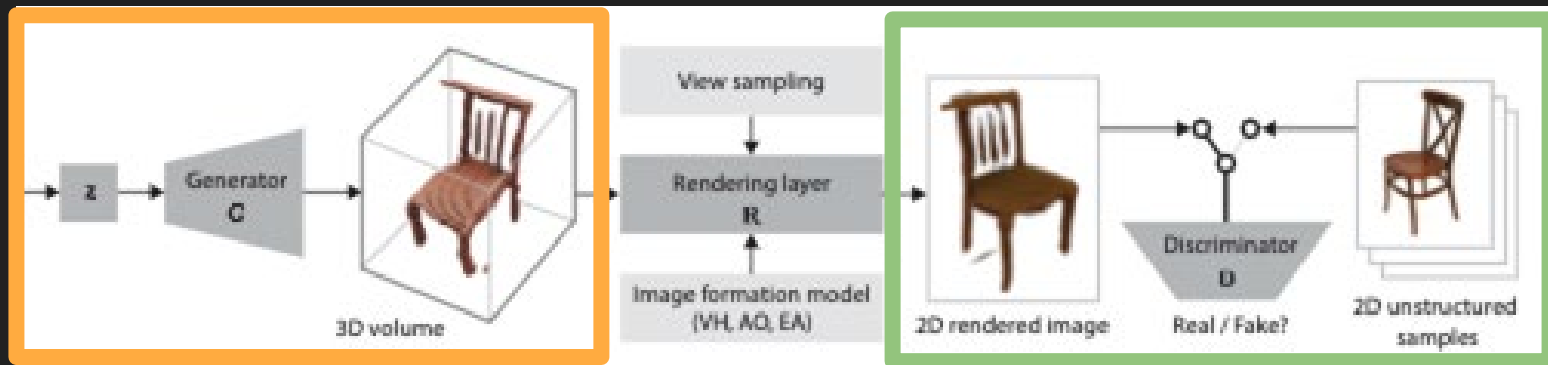 z
Generator
G
3D volume
View sampling
Rendering layer
R
Image formation model
(VH, AO, EA)
2D rendered image
Discriminator
D
Real / Fake?
2D unstructured
samples